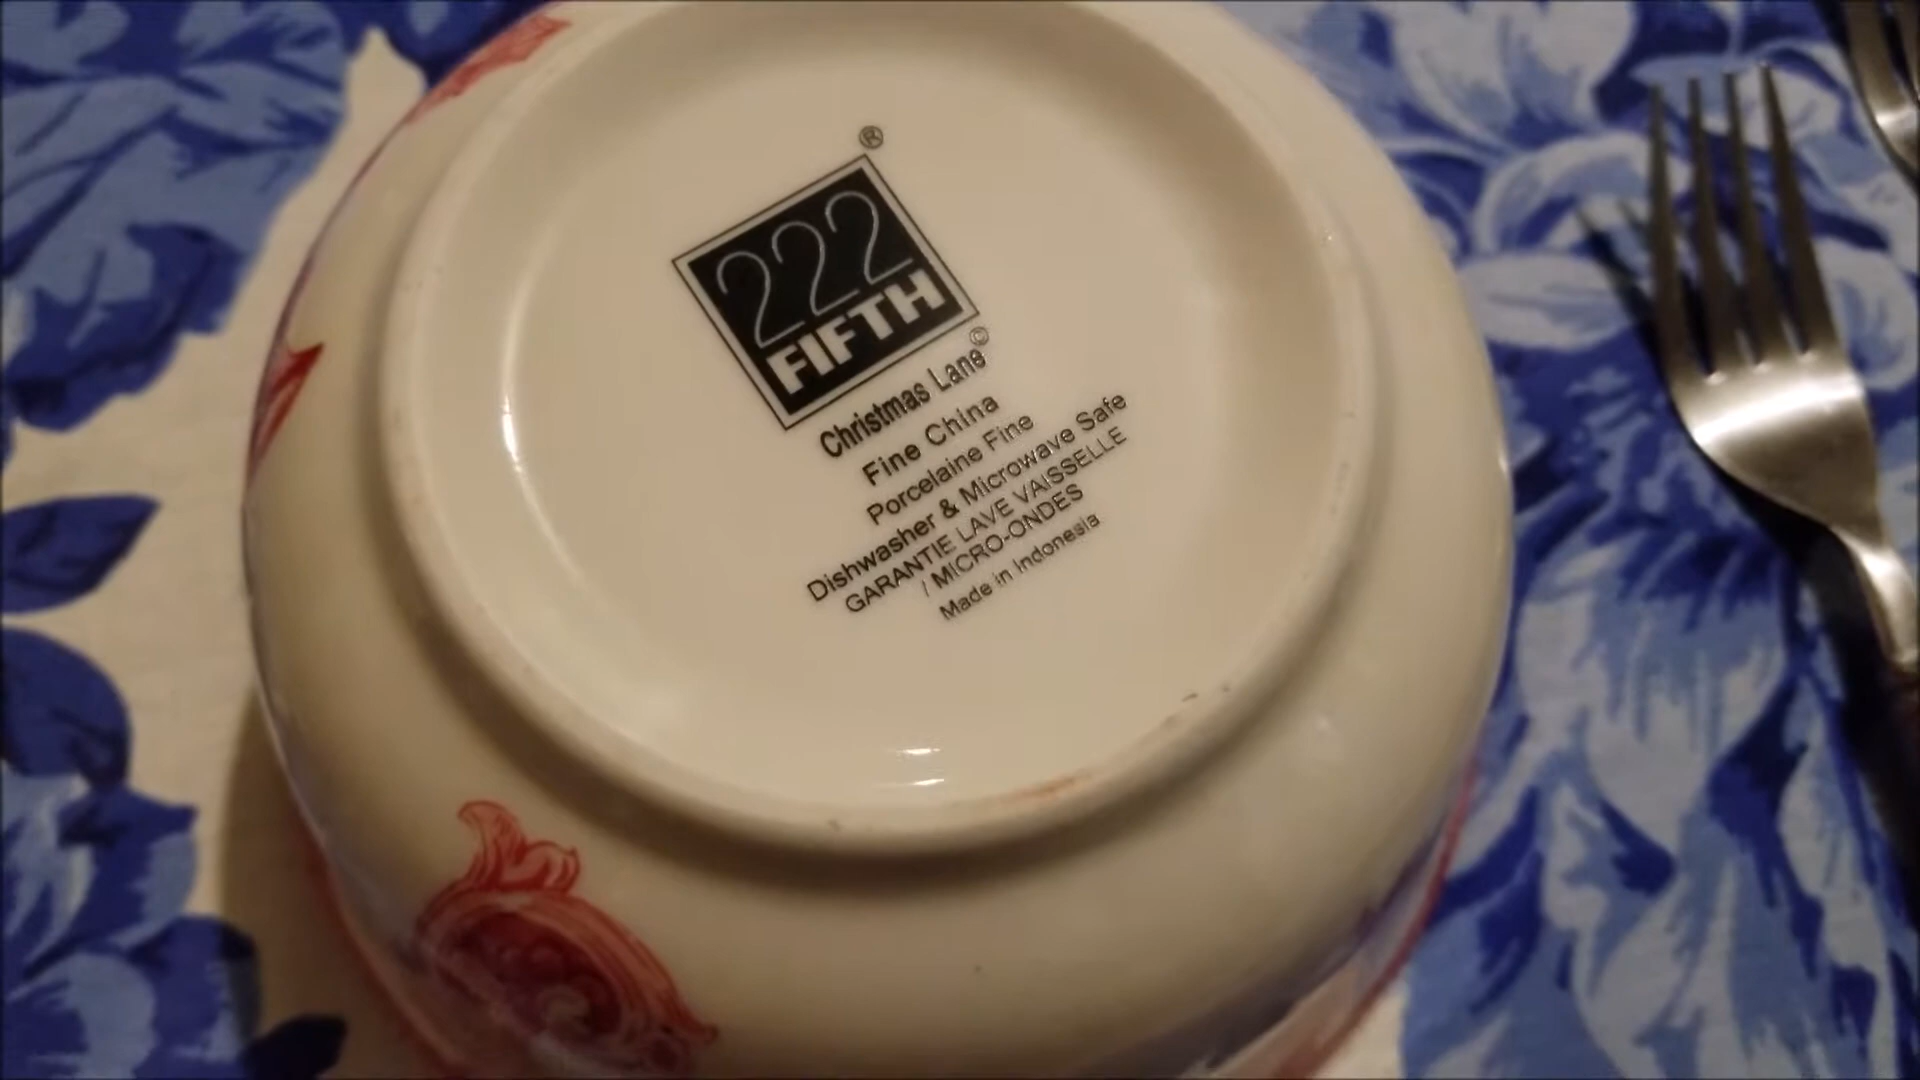 ®
222
FIFTH
Christmas Lane©
Fine China
Porcelaine Fine
Dishwasher & Microwave Safe
GARANTIE LAVE VAISSELLE
/ MICRO-ONDES
Made in Indonesia